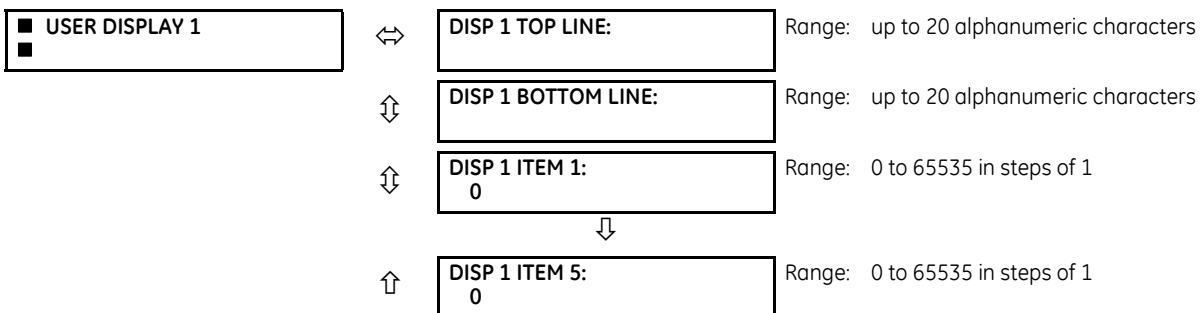 ■ USER DISPLAY 1
■
⇔
DISP 1 TOP LINE:
Range: up to 20 alphanumeric characters
⇕
DISP 1 BOTTOM LINE:
Range: up to 20 alphanumeric characters
⇕
DISP 1 ITEM 1:
0
Range: 0 to 65535 in steps of 1
⇩
⇧
DISP 1 ITEM 5:
0
Range: 0 to 65535 in steps of 1